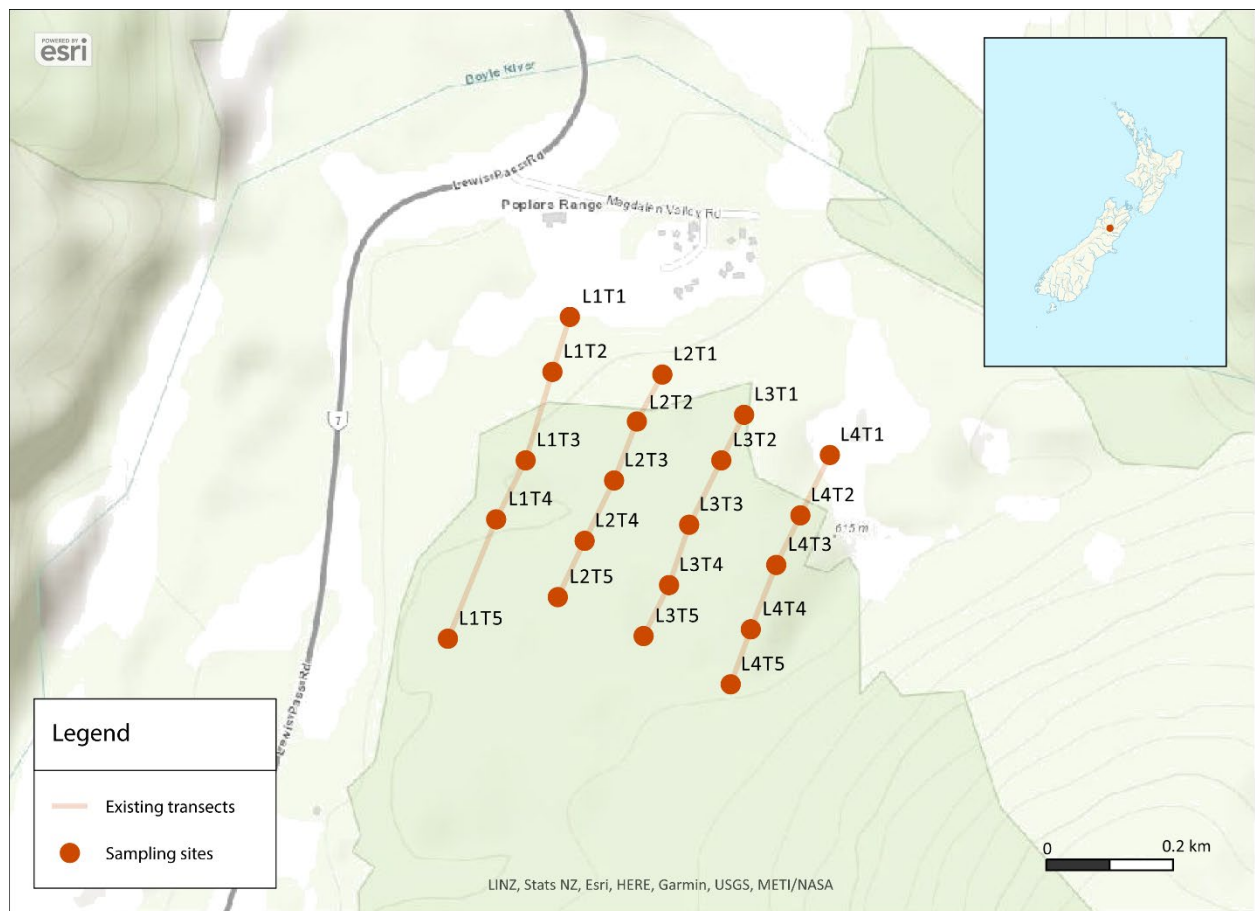 POWERED BY
esri
Boyle River
Lewis Pass Rd
Poplars Range
Magdalen Valley Rd
L1T1
L1T2
L2T1
L2T2
L3T1
L1T3
L3T2
L4T1
L2T3
L1T4
L3T3
L4T2
615 m
7
L2T4
L4T3
L3T4
L2T5
L1T5
L3T5
L4T4
L4T5
Lewis Pass Rd
Legend
Existing transects
Sampling sites
0
0.2 km
LINZ, Stats NZ, Esri, HERE, Garmin, USGS, METI/NASA